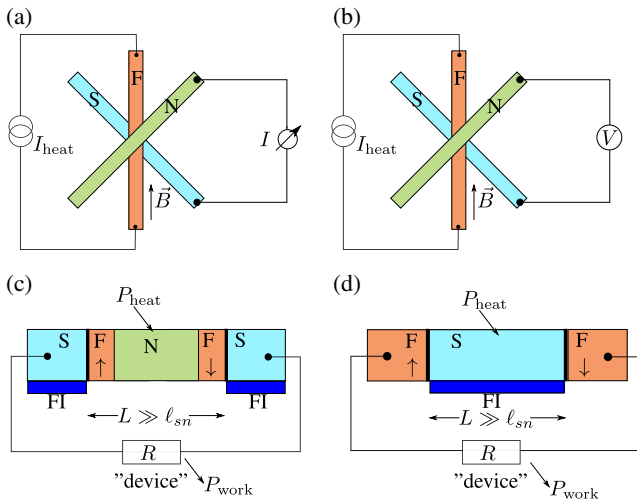 (a)
(b)
F
S
N
I_heat
I
B⃗
F
S
N
I_heat
V
B⃗
(c)
(d)
P_heat
S
F
N
F
S
↑
↓
FI
FI
L ≫ ℓ_sn
R
"device"
P_work
P_heat
F
S
F
↑
↓
FI
L ≫ ℓ_sn
R
"device"
P_work